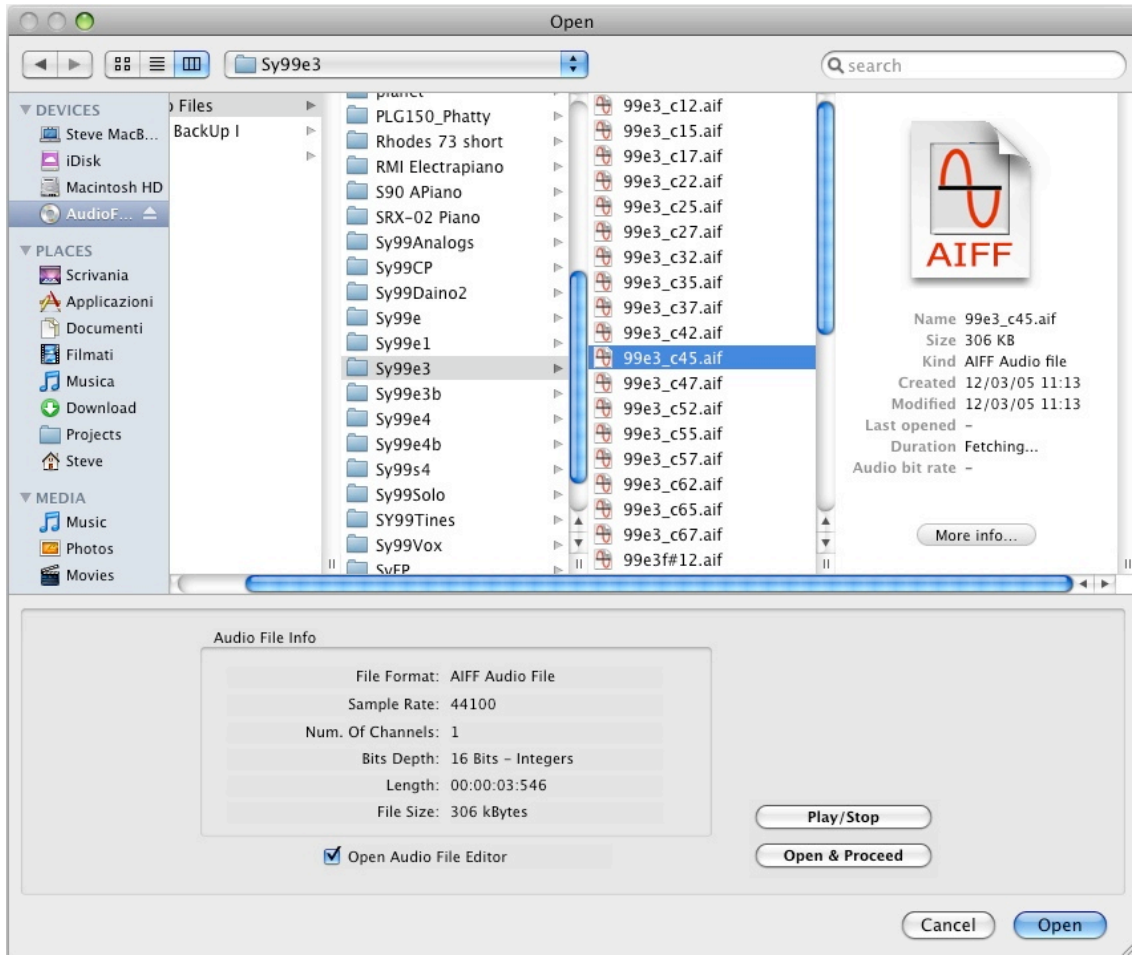 Open
Sy99e3
search
DEVICES
Steve MacB...
iDisk
Macintosh HD
AudioF...
PLACES
Scrivania
Applicazioni
Documenti
Filmati
Musica
Download
Projects
Steve
MEDIA
Music
Photos
Movies
Files
BackUp I
planet
PLG150_Phatty
Rhodes 73 short
RMI Electrapiano
S90 APiano
SRX-02 Piano
Sy99Analogs
Sy99CP
Sy99Daino2
Sy99e
Sy99e1
Sy99e3
Sy99e3b
Sy99e4
Sy99e4b
Sy99s4
Sy99Solo
SY99Tines
Sy99Vox
SyEP
99e3_c12.aif
99e3_c15.aif
99e3_c17.aif
99e3_c22.aif
99e3_c25.aif
99e3_c27.aif
99e3_c32.aif
99e3_c35.aif
99e3_c37.aif
99e3_c42.aif
99e3_c45.aif
99e3_c47.aif
99e3_c52.aif
99e3_c55.aif
99e3_c57.aif
99e3_c62.aif
99e3_c65.aif
99e3_c67.aif
99e3f#12.aif
AIFF
Name 99e3_c45.aif
Size 306 KB
Kind AIFF Audio file
Created 12/03/05 11:13
Modified 12/03/05 11:13
Last opened –
Duration Fetching...
Audio bit rate –
More info...
Audio File Info
File Format: AIFF Audio File
Sample Rate: 44100
Num. Of Channels: 1
Bits Depth: 16 Bits – Integers
Length: 00:00:03:546
File Size: 306 kBytes
Open Audio File Editor
Play/Stop
Open & Proceed
Cancel
Open